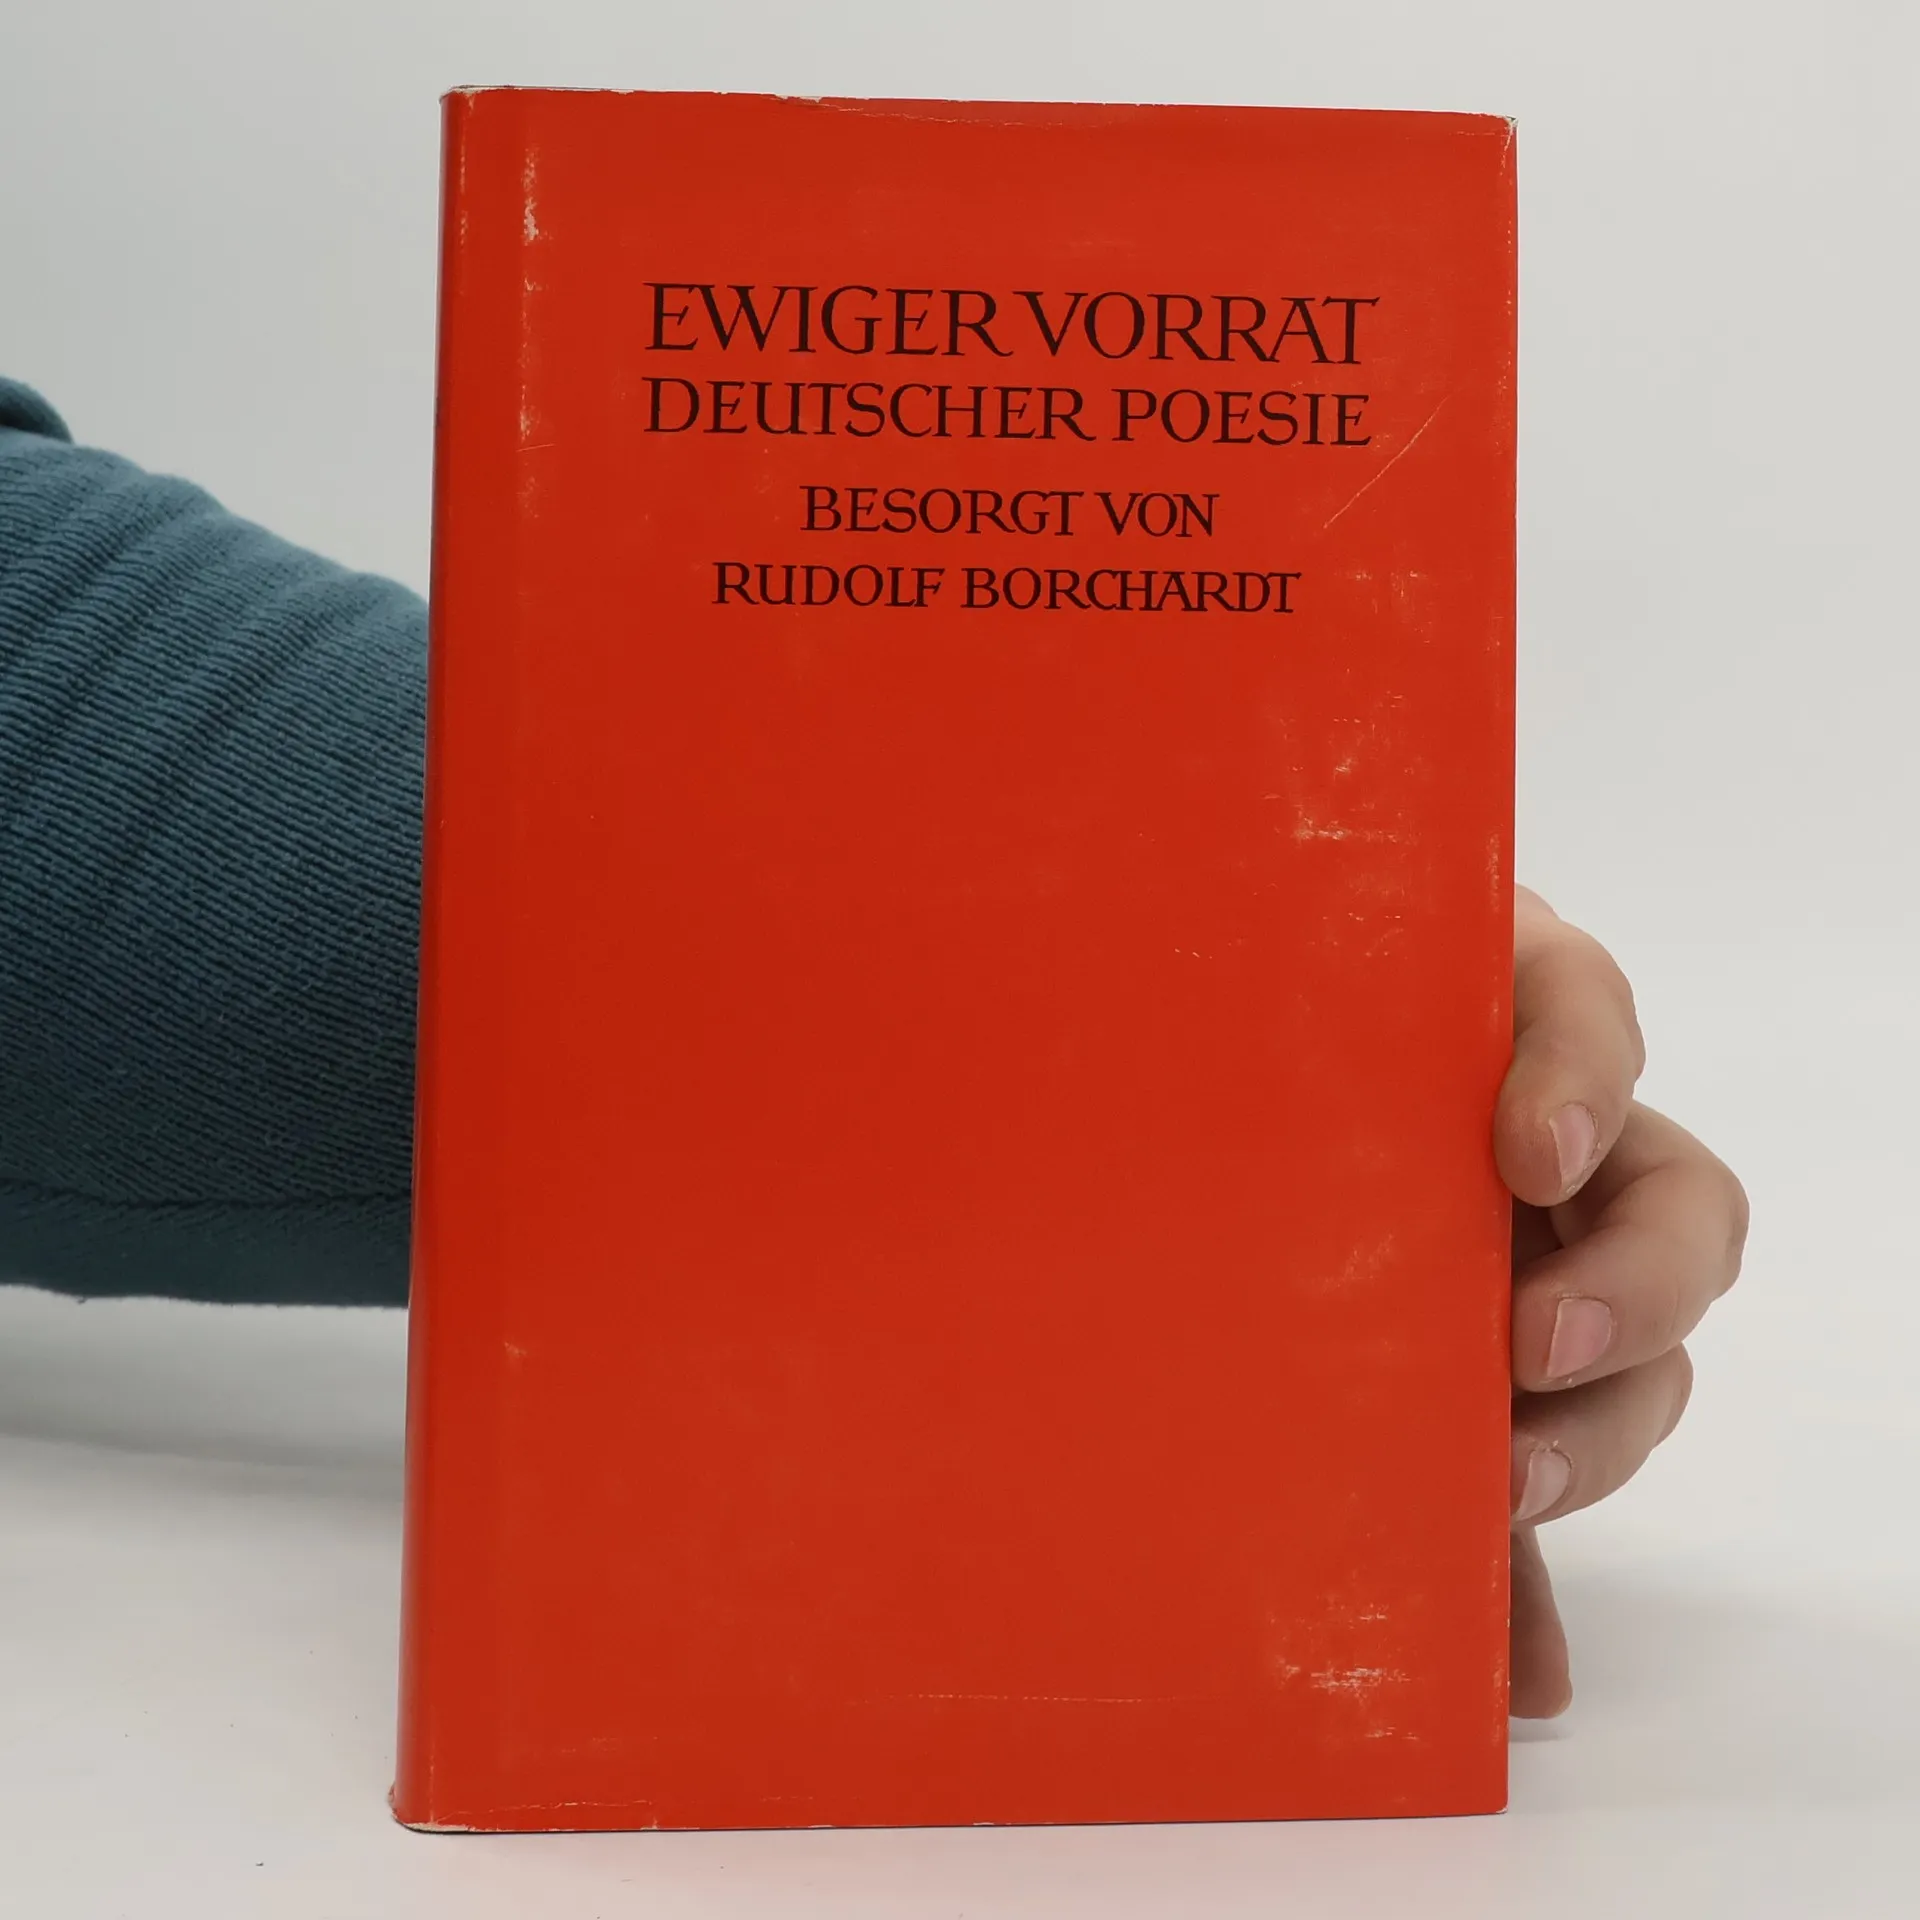 EWIGER VORRAT
DEUTSCHER POESIE
BESORGT VON
RUDOLF BORCHARDT